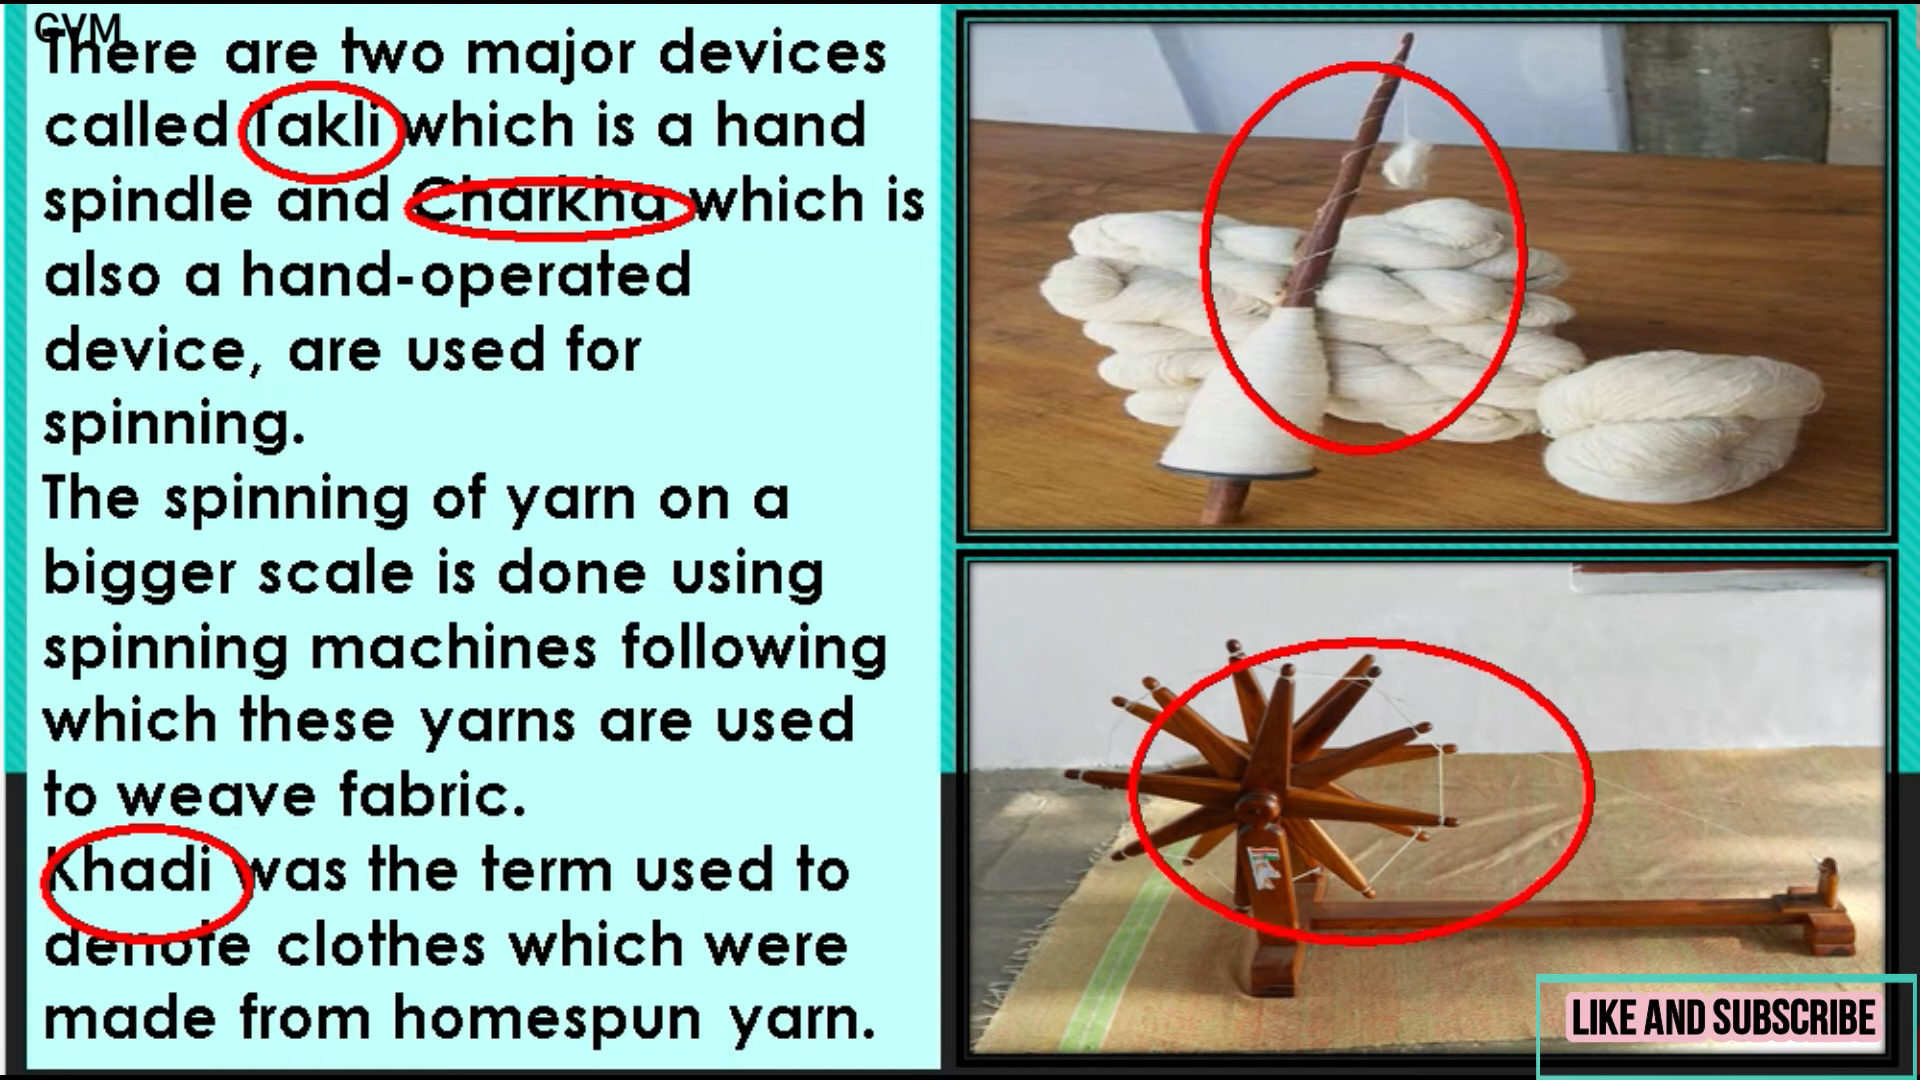 GYM
There are two major devices
called Takli which is a hand
spindle and Charkha which is
also a hand-operated
device, are used for
spinning.
The spinning of yarn on a
bigger scale is done using
spinning machines following
which these yarns are used
to weave fabric.
Khadi was the term used to
denote clothes which were
made from homespun yarn.
LIKE AND SUBSCRIBE